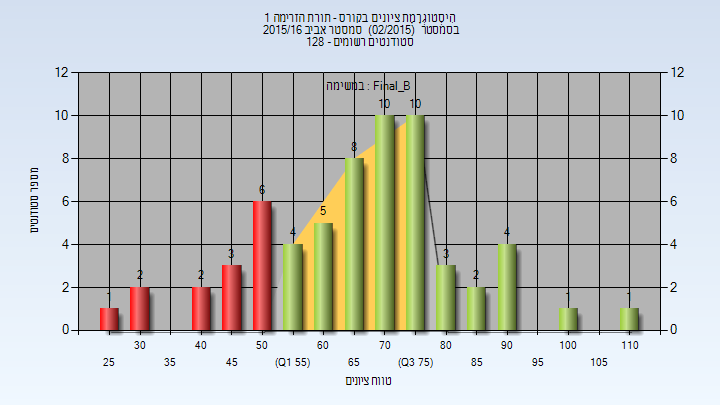 היסטוגרמת ציונים בקורס - תורת הזרימה 1
בסמסטר (02/2015) סמסטר אביב 2015/16
סטודנטים רשומים - 128
במשימה : Final_B
מספר סטודנטים
12 12
10 10
8 8
6 6
4 4
2 2
0 0
1 2 2 3 6 4 5 8 10 10 3 2 4 1 1
30 40 50 60 70 80 90 100 110
25 35 45 (Q1 55) 65 (Q3 75) 85 95 105
טווח ציונים